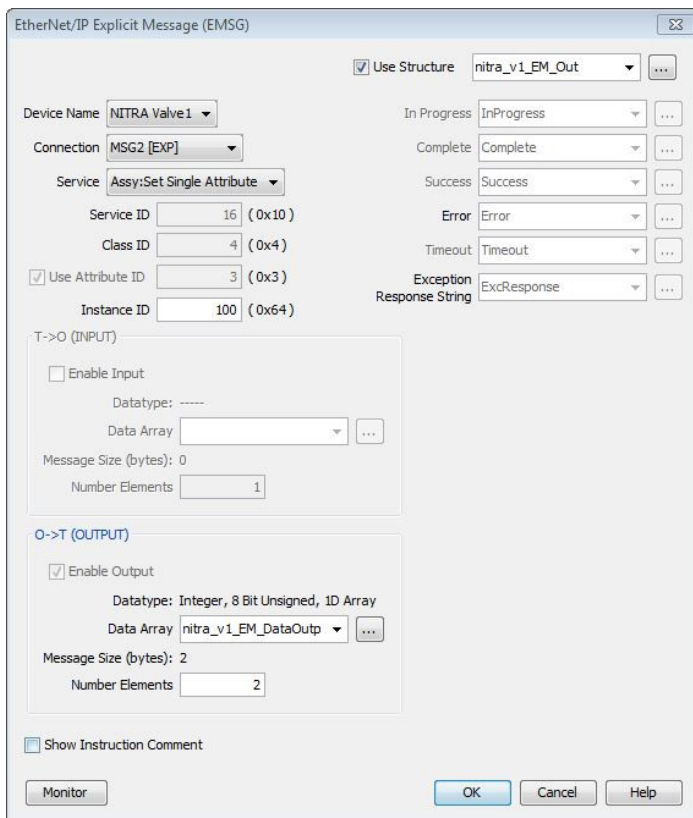 EtherNet/IP Explicit Message (EMSG)
Use Structure nitra_v1_EM_Out ...
Device Name NITRA Valve1
Connection MSG2 [EXP]
Service Assy:Set Single Attribute
Service ID 16 (0x10)
Class ID 4 (0x4)
Use Attribute ID 3 (0x3)
Instance ID 100 (0x64)
In Progress InProgress ...
Complete Complete ...
Success Success ...
Error Error ...
Timeout Timeout ...
Exception
Response String ExcResponse ...
T->O (INPUT)
Enable Input
Datatype: -----
Data Array ...
Message Size (bytes): 0
Number Elements 1
O->T (OUTPUT)
Enable Output
Datatype: Integer, 8 Bit Unsigned, 1D Array
Data Array nitra_v1_EM_DataOutp ...
Message Size (bytes): 2
Number Elements 2
Show Instruction Comment
Monitor OK Cancel Help